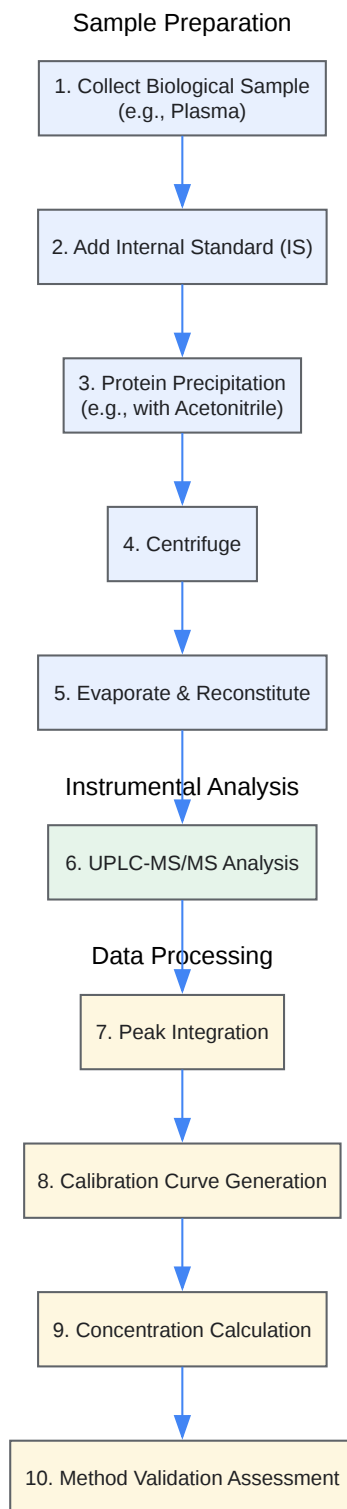 Sample Preparation
1. Collect Biological Sample
(e.g., Plasma)
2. Add Internal Standard (IS)
3. Protein Precipitation
(e.g., with Acetonitrile)
4. Centrifuge
5. Evaporate & Reconstitute
Instrumental Analysis
6. UPLC-MS/MS Analysis
Data Processing
7. Peak Integration
8. Calibration Curve Generation
9. Concentration Calculation
10. Method Validation Assessment